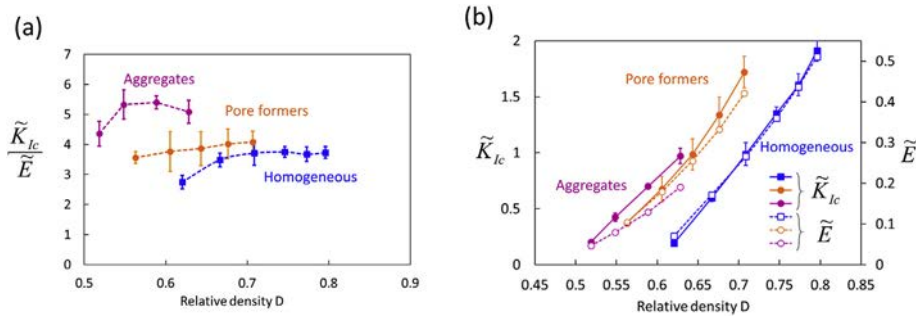 (a)
7
6
5
4
3
2
1
0
K̃_Ic
Ẽ
Aggregates
Pore formers
Homogeneous
0.5 0.6 0.7 0.8 0.9
Relative density D
(b)
2
1.5
1
0.5
0
K̃_Ic
Pore formers
Aggregates
Homogeneous
K̃_Ic
Ẽ
0.5
0.4
0.3
0.2
0.1
0
Ẽ
0.45 0.5 0.55 0.6 0.65 0.7 0.75 0.8 0.85
Relative density D